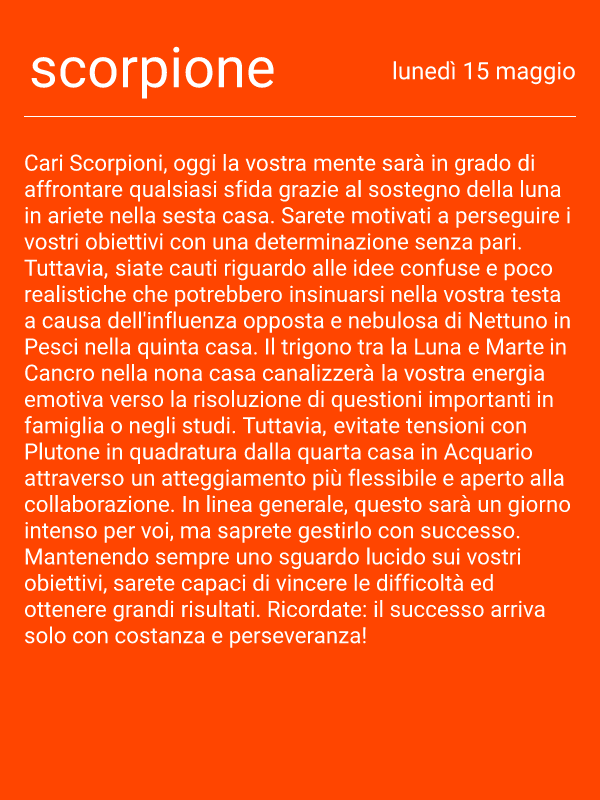 scorpione
lunedì 15 maggio
Cari Scorpioni, oggi la vostra mente sarà in grado di
affrontare qualsiasi sfida grazie al sostegno della luna
in ariete nella sesta casa. Sarete motivati a perseguire i
vostri obiettivi con una determinazione senza pari.
Tuttavia, siate cauti riguardo alle idee confuse e poco
realistiche che potrebbero insinuarsi nella vostra testa
a causa dell'influenza opposta e nebulosa di Nettuno in
Pesci nella quinta casa. Il trigono tra la Luna e Marte in
Cancro nella nona casa canalizzerà la vostra energia
emotiva verso la risoluzione di questioni importanti in
famiglia o negli studi. Tuttavia, evitate tensioni con
Plutone in quadratura dalla quarta casa in Acquario
attraverso un atteggiamento più flessibile e aperto alla
collaborazione. In linea generale, questo sarà un giorno
intenso per voi, ma saprete gestirlo con successo.
Mantenendo sempre uno sguardo lucido sui vostri
obiettivi, sarete capaci di vincere le difficoltà ed
ottenere grandi risultati. Ricordate: il successo arriva
solo con costanza e perseveranza!